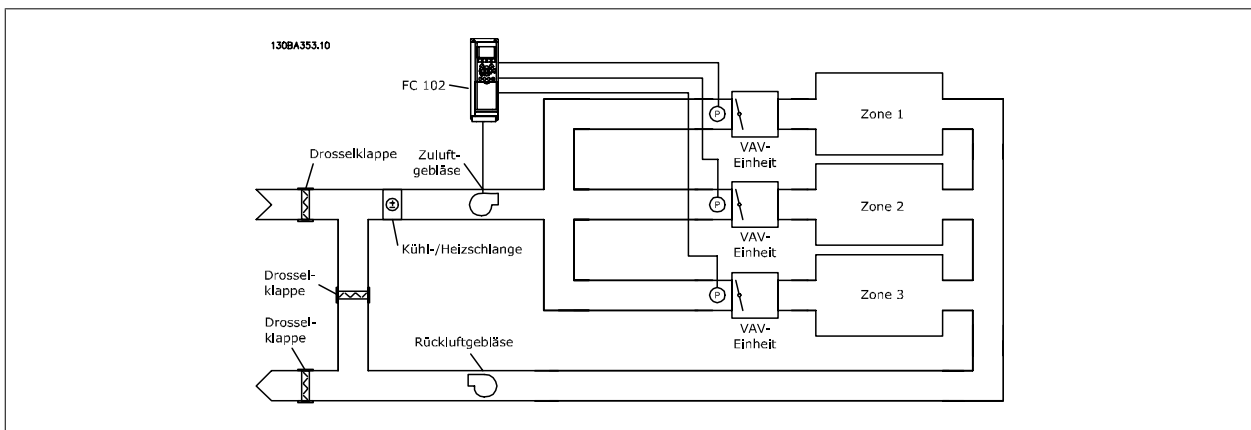 130BA353.10
FC 102
Drosselklappe
Zuluft-
gebläse
Kühl-/Heizschlange
Drossel-
klappe
Drossel-
klappe
Rückluftgebläse
P
VAV-
Einheit
Zone 1
P
VAV-
Einheit
Zone 2
P
VAV-
Einheit
Zone 3